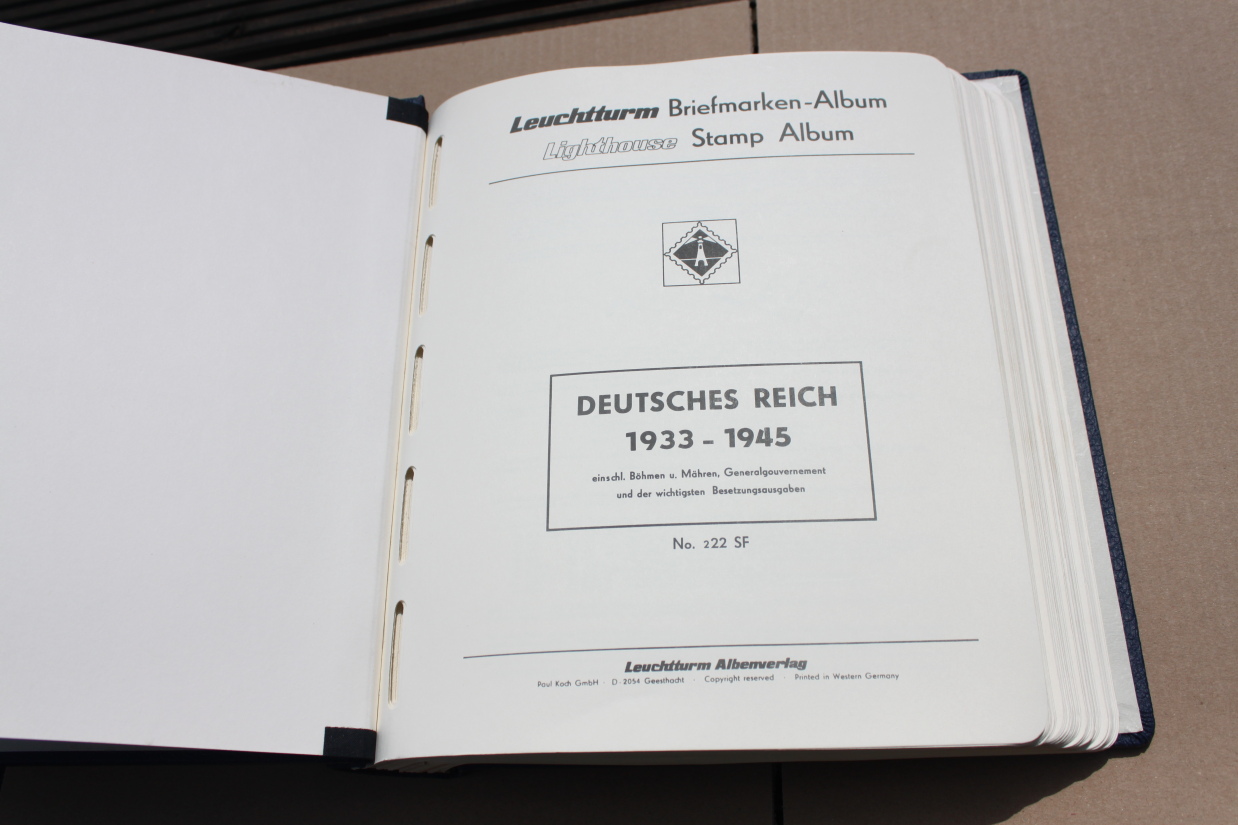 Leuchtturm Briefmarken-Album
Lighthouse Stamp Album
DEUTSCHES REICH
1933 - 1945
einschl. Böhmen u. Mähren, Generalgouvernement
und der wichtigsten Besetzungsausgaben
No. 222 SF
Leuchtturm Albenverlag
Paul Koch GmbH · D-2054 Geesthacht · Copyright reserved · Printed in Western Germany